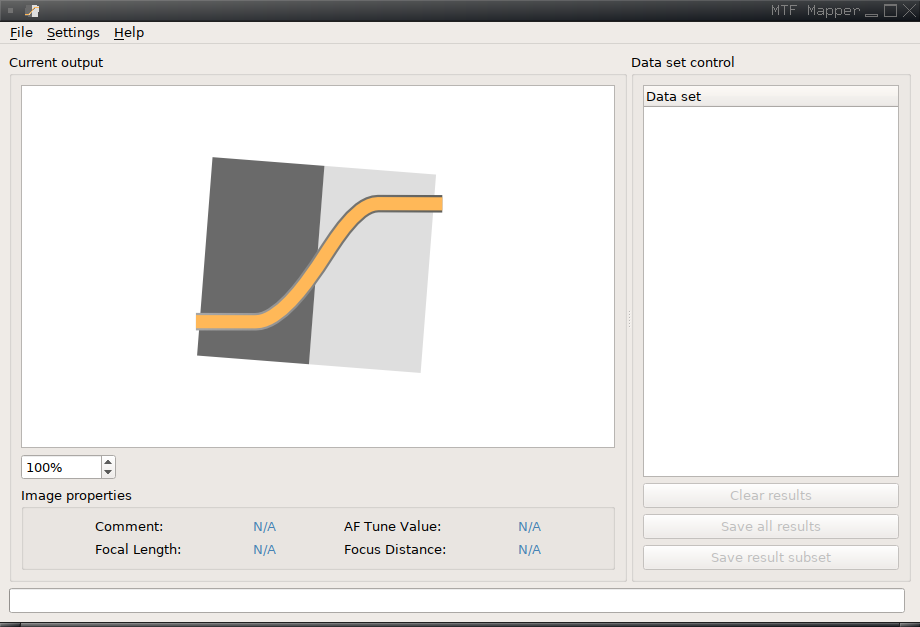 MTF Mapper
File Settings Help
Current output
Data set control
Data set
100%
Image properties
Comment: N/A AF Tune Value: N/A
Focal Length: N/A Focus Distance: N/A
Clear results
Save all results
Save result subset